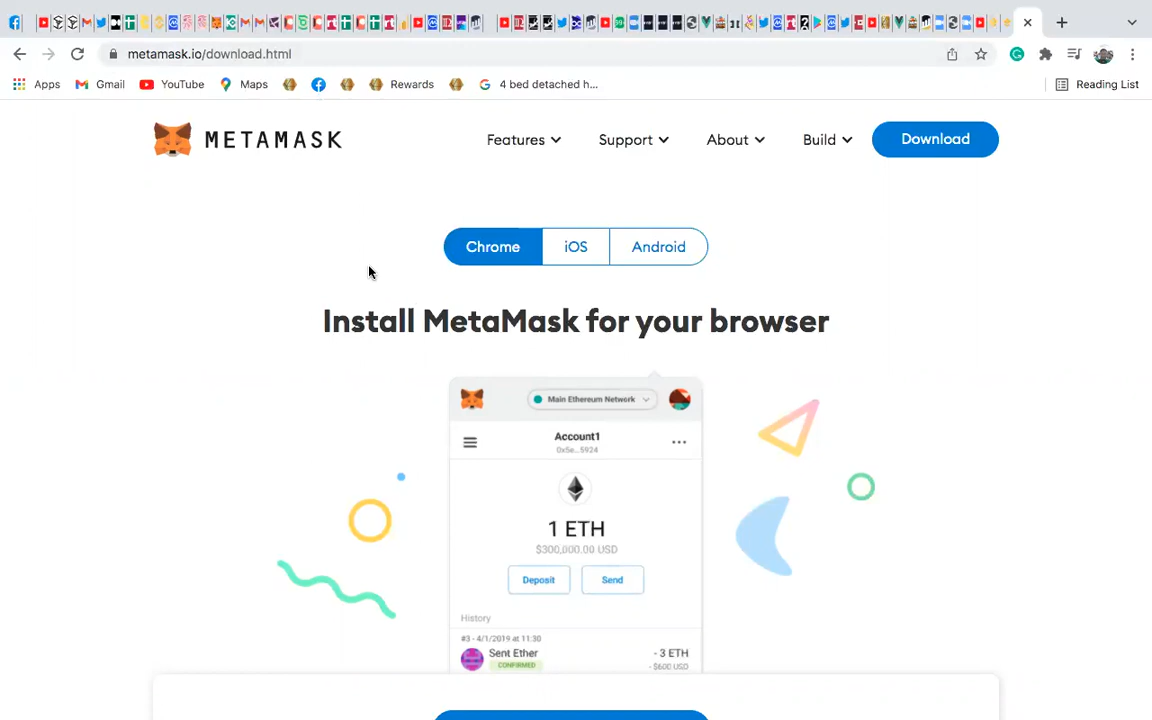 metamask.io/download.html
Apps Gmail YouTube Maps Rewards 4 bed detached h... Reading List
METAMASK Features Support About Build Download
Chrome iOS Android
Install MetaMask for your browser
Main Ethereum Network
Account1
0x5e...5924
1 ETH
$300,000.00 USD
Deposit Send
History
#3 - 4/1/2019 at 11:30
Sent Ether - 3 ETH
CONFIRMED - $600 USD